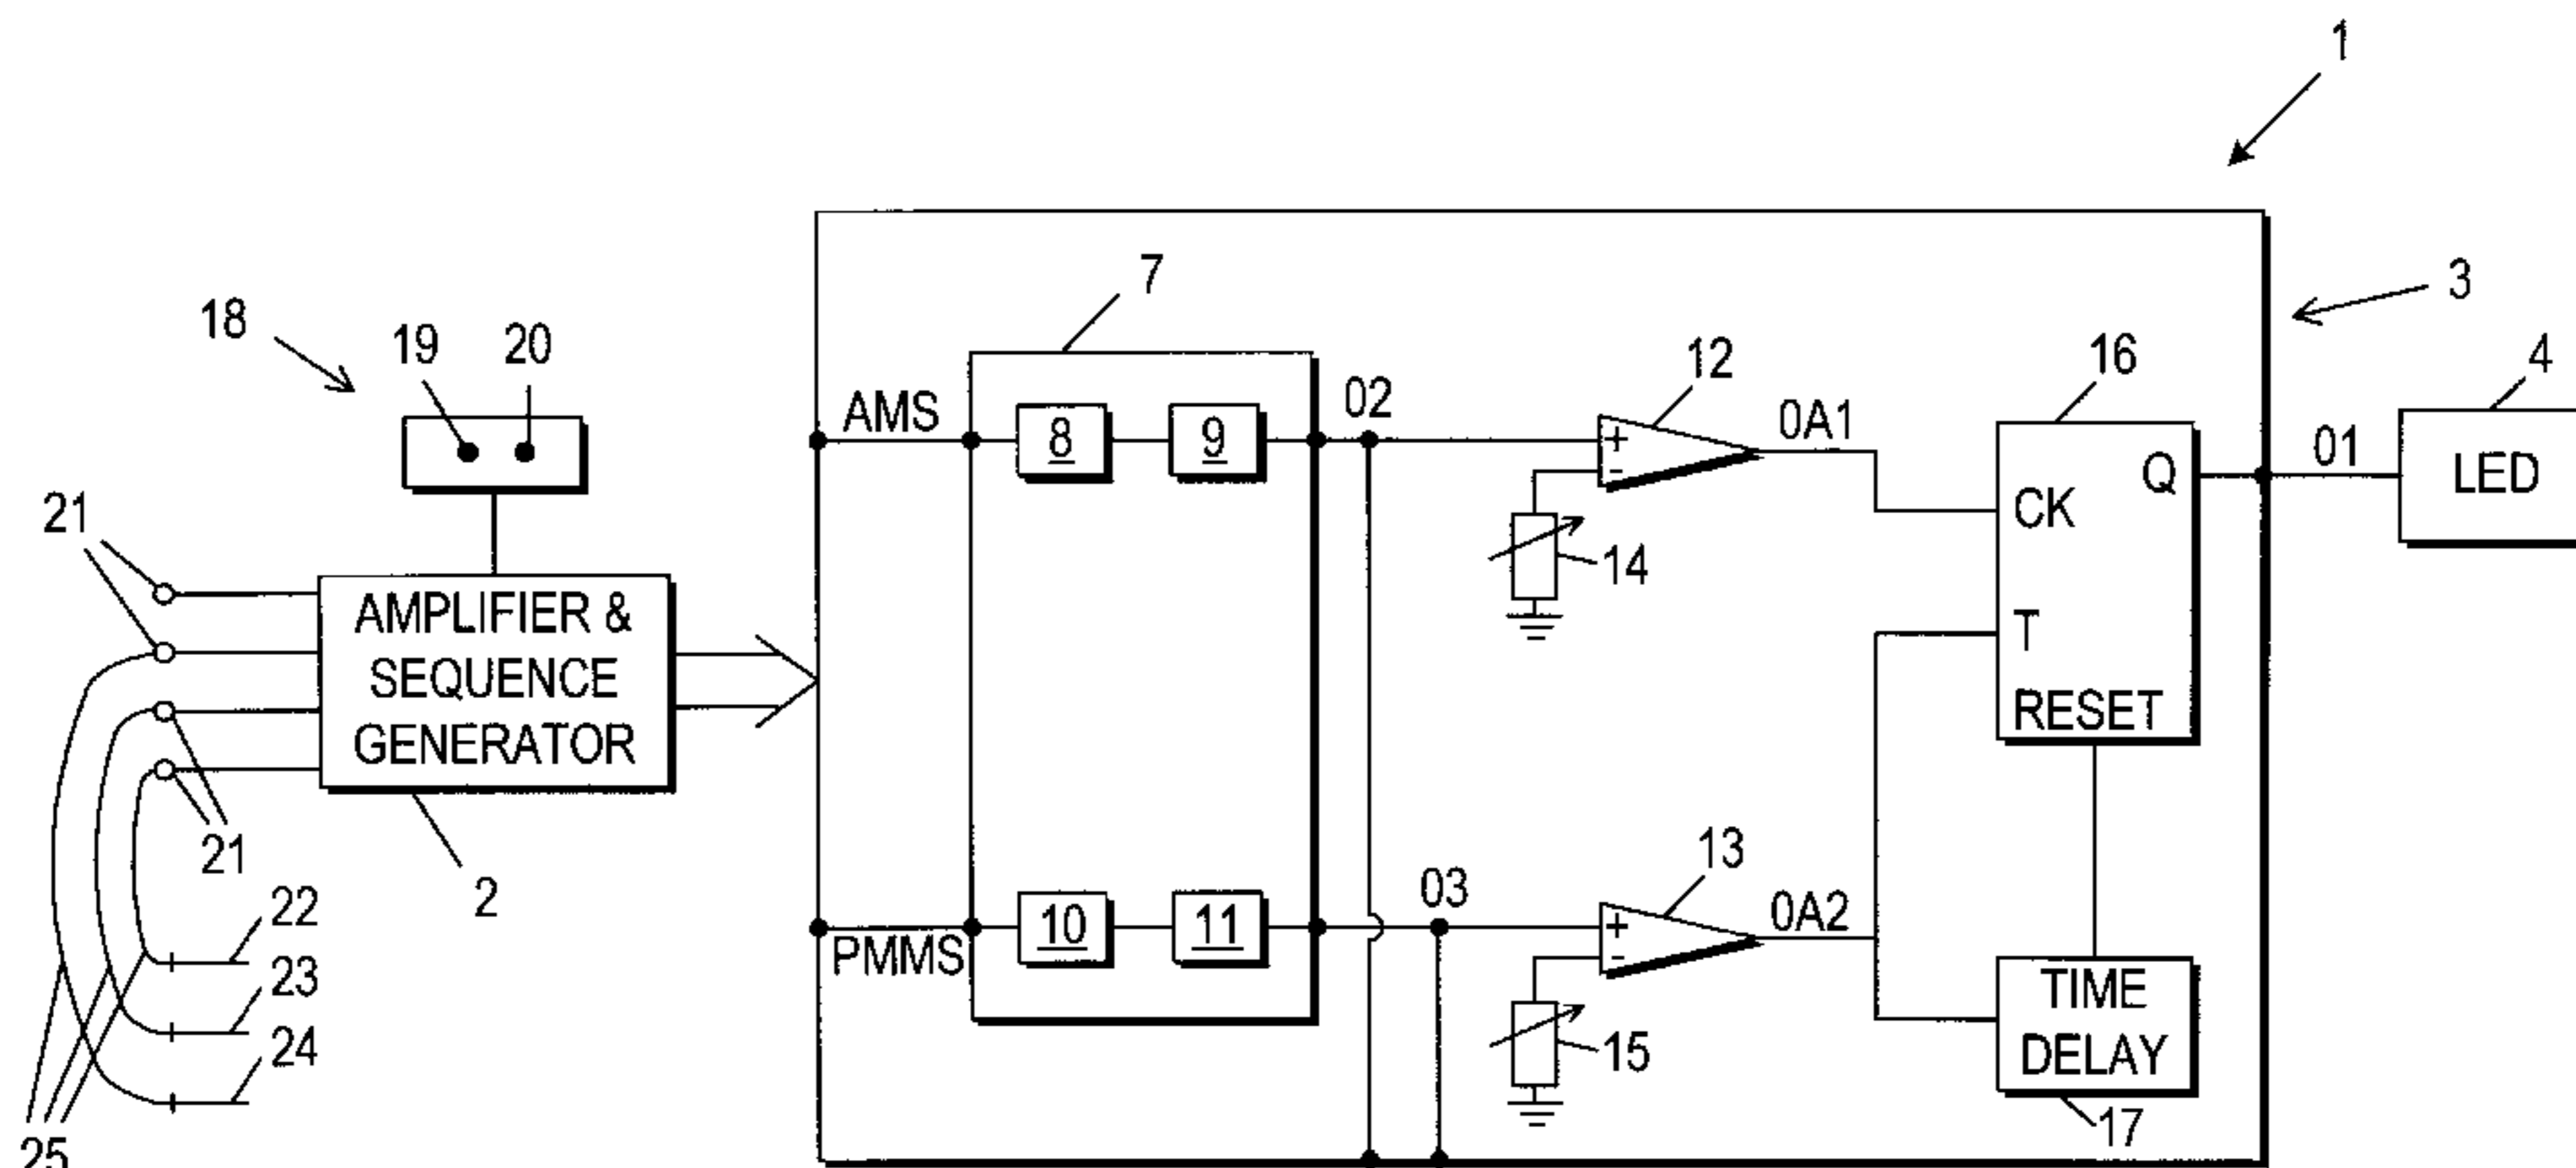 1
7
3
18
19
20
12
16
4
AMS
8
9
02
0A1
01
Q
LED
CK
+
-
14
21
AMPLIFIER &
SEQUENCE
GENERATOR
T
RESET
21
2
PMMS
10
11
03
13
0A2
+
-
15
TIME
DELAY
17
22
23
24
25